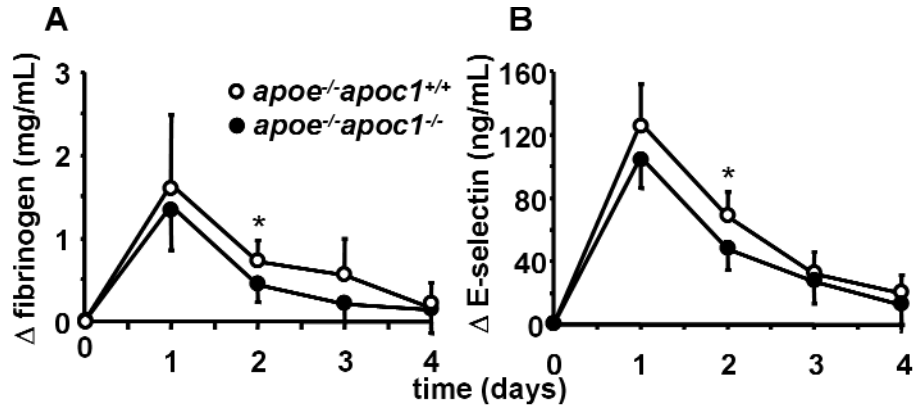 A
Δ fibrinogen (mg/mL)
3
2
1
0
apoe-/-apoc1+/+
apoe-/-apoc1-/-
*
0 1 2 3 4
B
Δ E-selectin (ng/mL)
160
120
80
40
0
*
0 1 2 3 4
time (days)